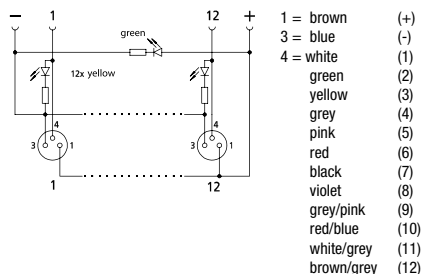 − 1 12 +
green
12x yellow
4 4
3 1 3 1
1 12
1 = brown (+)
3 = blue (-)
4 = white (1)
green (2)
yellow (3)
grey (4)
pink (5)
red (6)
black (7)
violet (8)
grey/pink (9)
red/blue (10)
white/grey (11)
brown/grey (12)